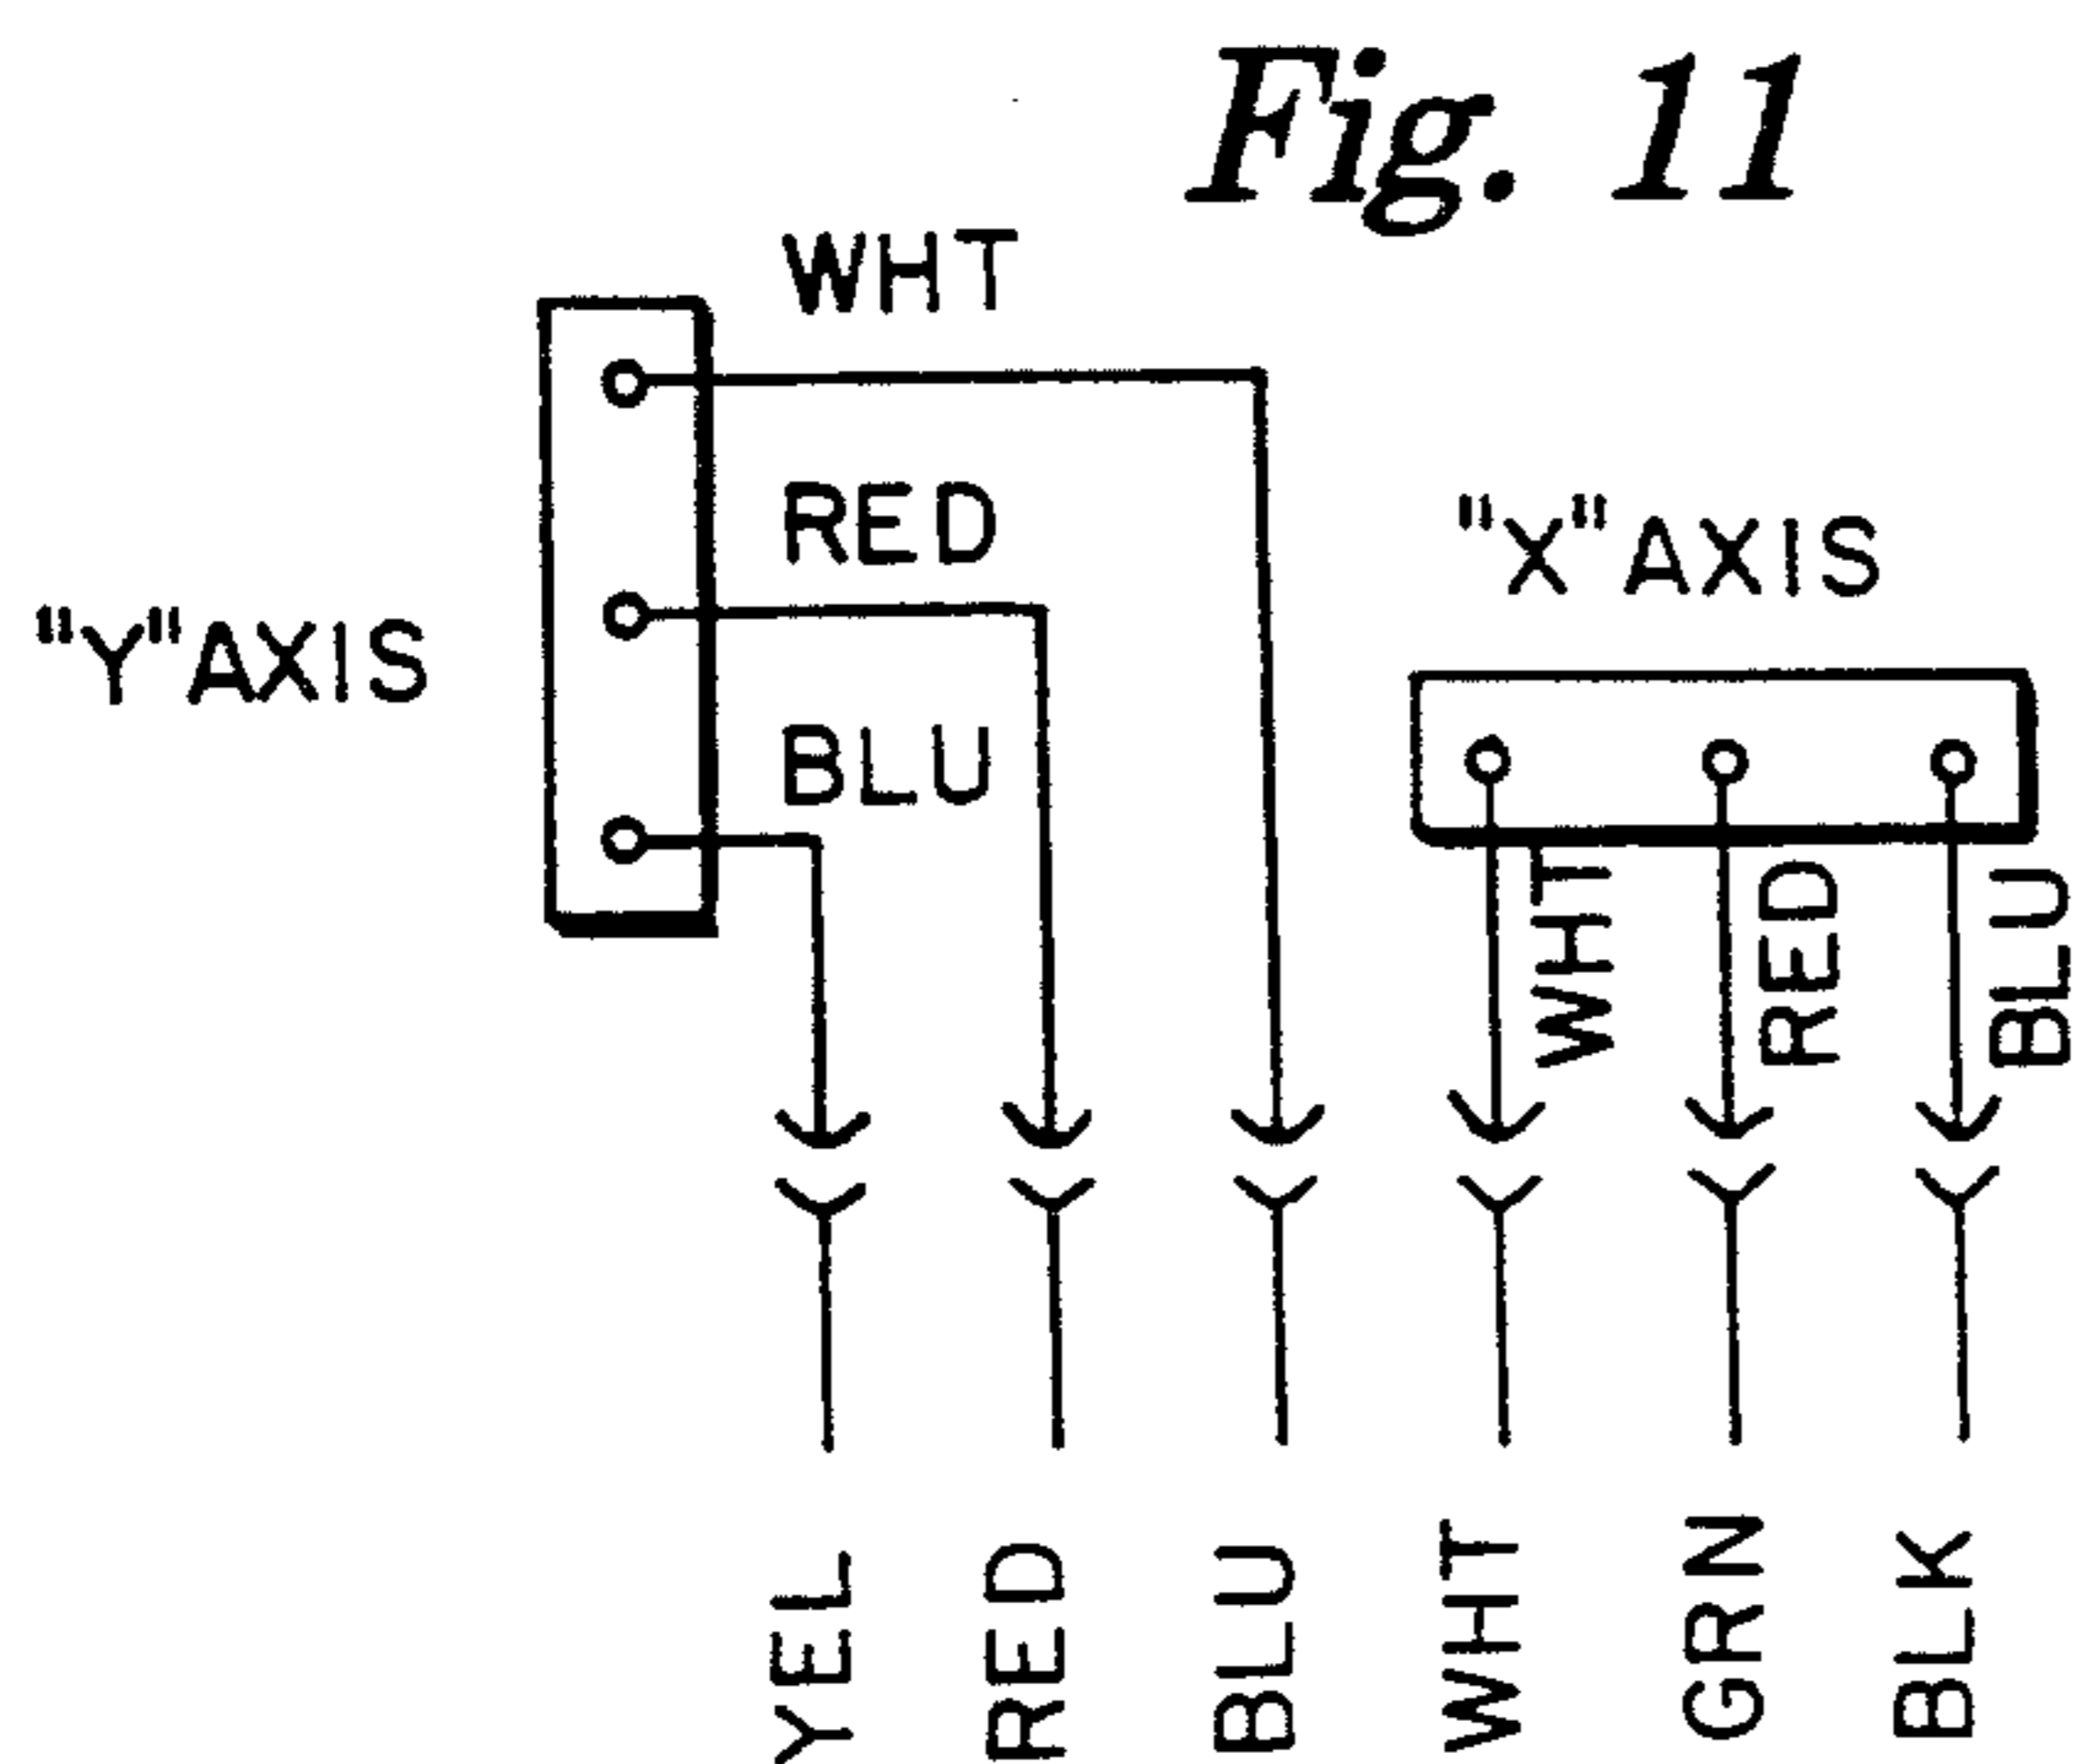 Fig. 11
WHT
RED
"X" AXIS
"Y" AXIS
BLU
WHT
RED
BLU
YEL
RED
BLU
WHT
GRN
BLK